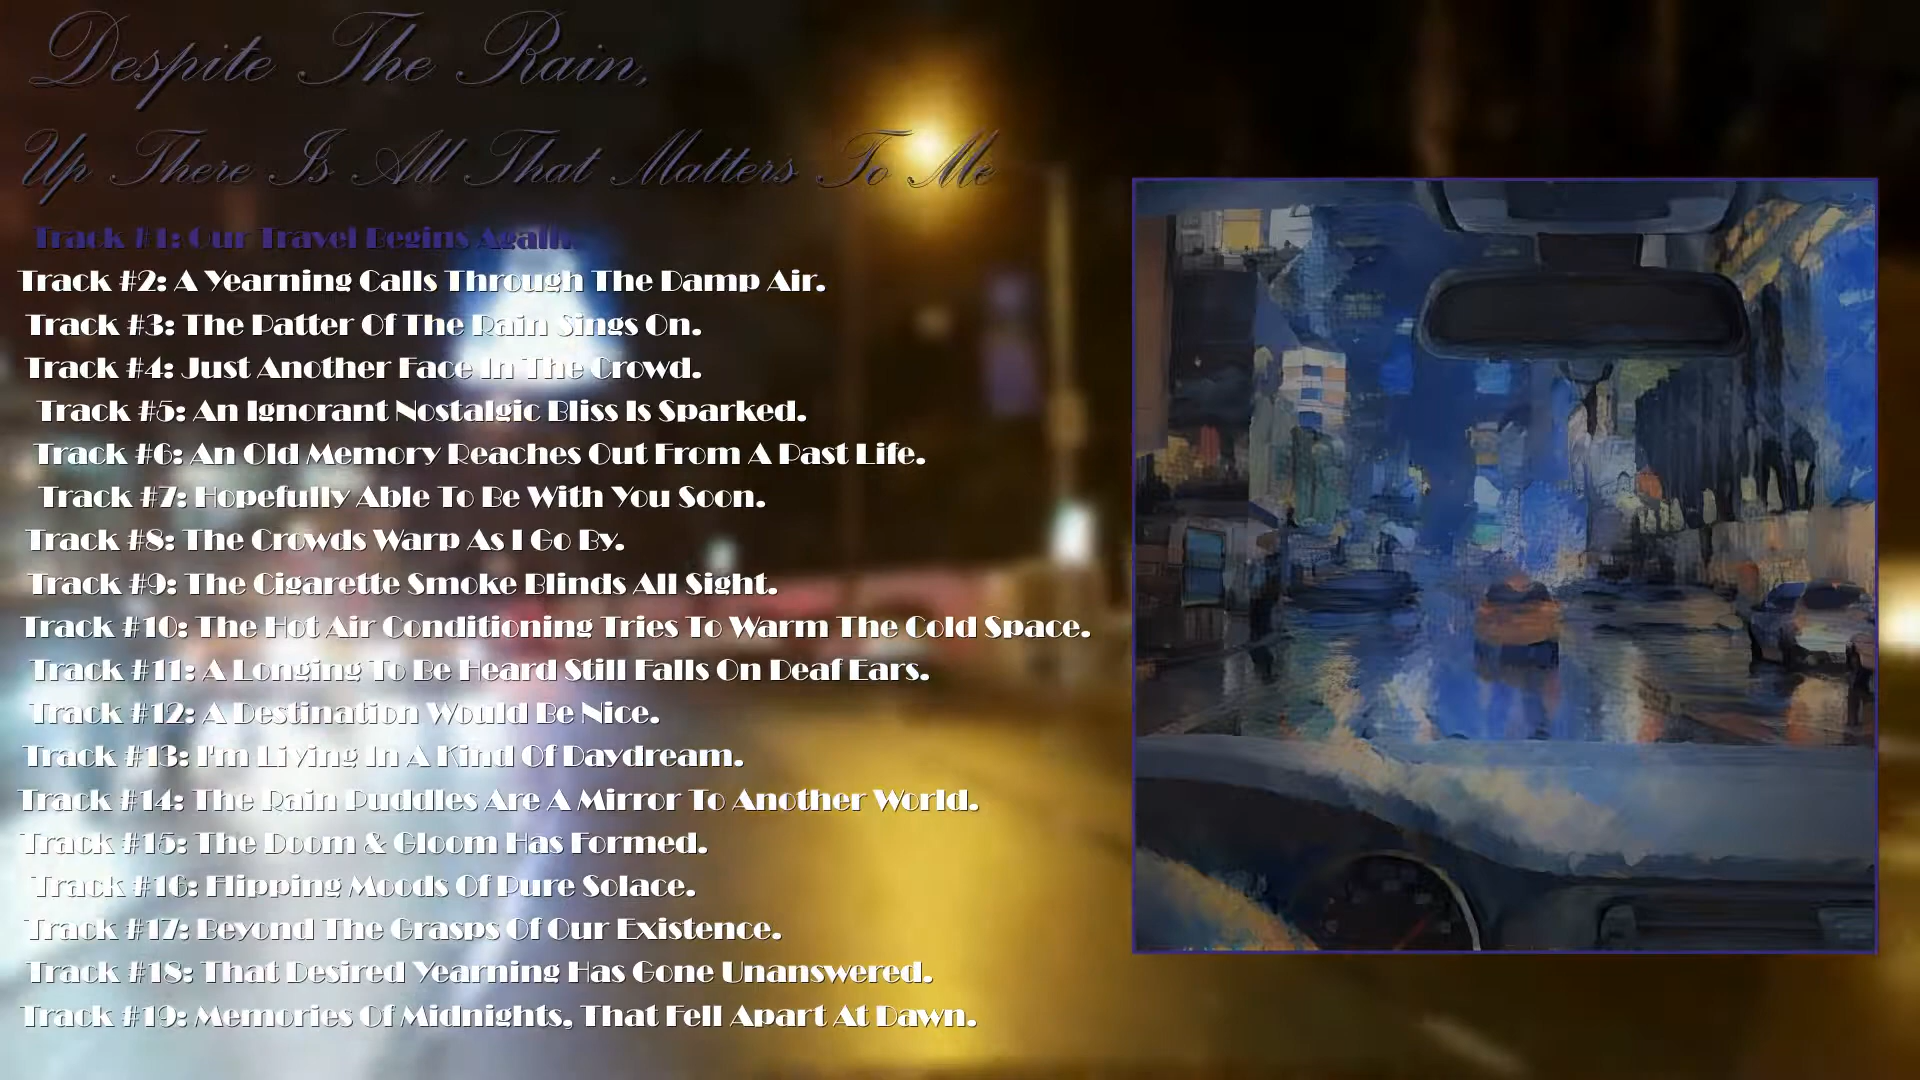 Despite The Rain,
Up There Is All That Matters To Me
Track #1: Our Travel Begins Again.
Track #2: A Yearning Calls Through The Damp Air.
Track #3: The Patter Of The Rain Sings On.
Track #4: Just Another Face In The Crowd.
Track #5: An Ignorant Nostalgic Bliss Is Sparked.
Track #6: An Old Memory Reaches Out From A Past Life.
Track #7: Hopefully Able To Be With You Soon.
Track #8: The Crowds Warp As I Go By.
Track #9: The Cigarette Smoke Blinds All Sight.
Track #10: The Hot Air Conditioning Tries To Warm The Cold Space.
Track #11: A Longing To Be Heard Still Falls On Deaf Ears.
Track #12: A Destination Would Be Nice.
Track #13: I'm Living In A Kind Of Daydream.
Track #14: The Rain Puddles Are A Mirror To Another World.
Track #15: The Doom & Gloom Has Formed.
Track #16: Flipping Moods Of Pure Solace.
Track #17: Beyond The Grasps Of Our Existence.
Track #18: That Desired Yearning Has Gone Unanswered.
Track #19: Memories Of Midnights, That Fell Apart At Dawn.